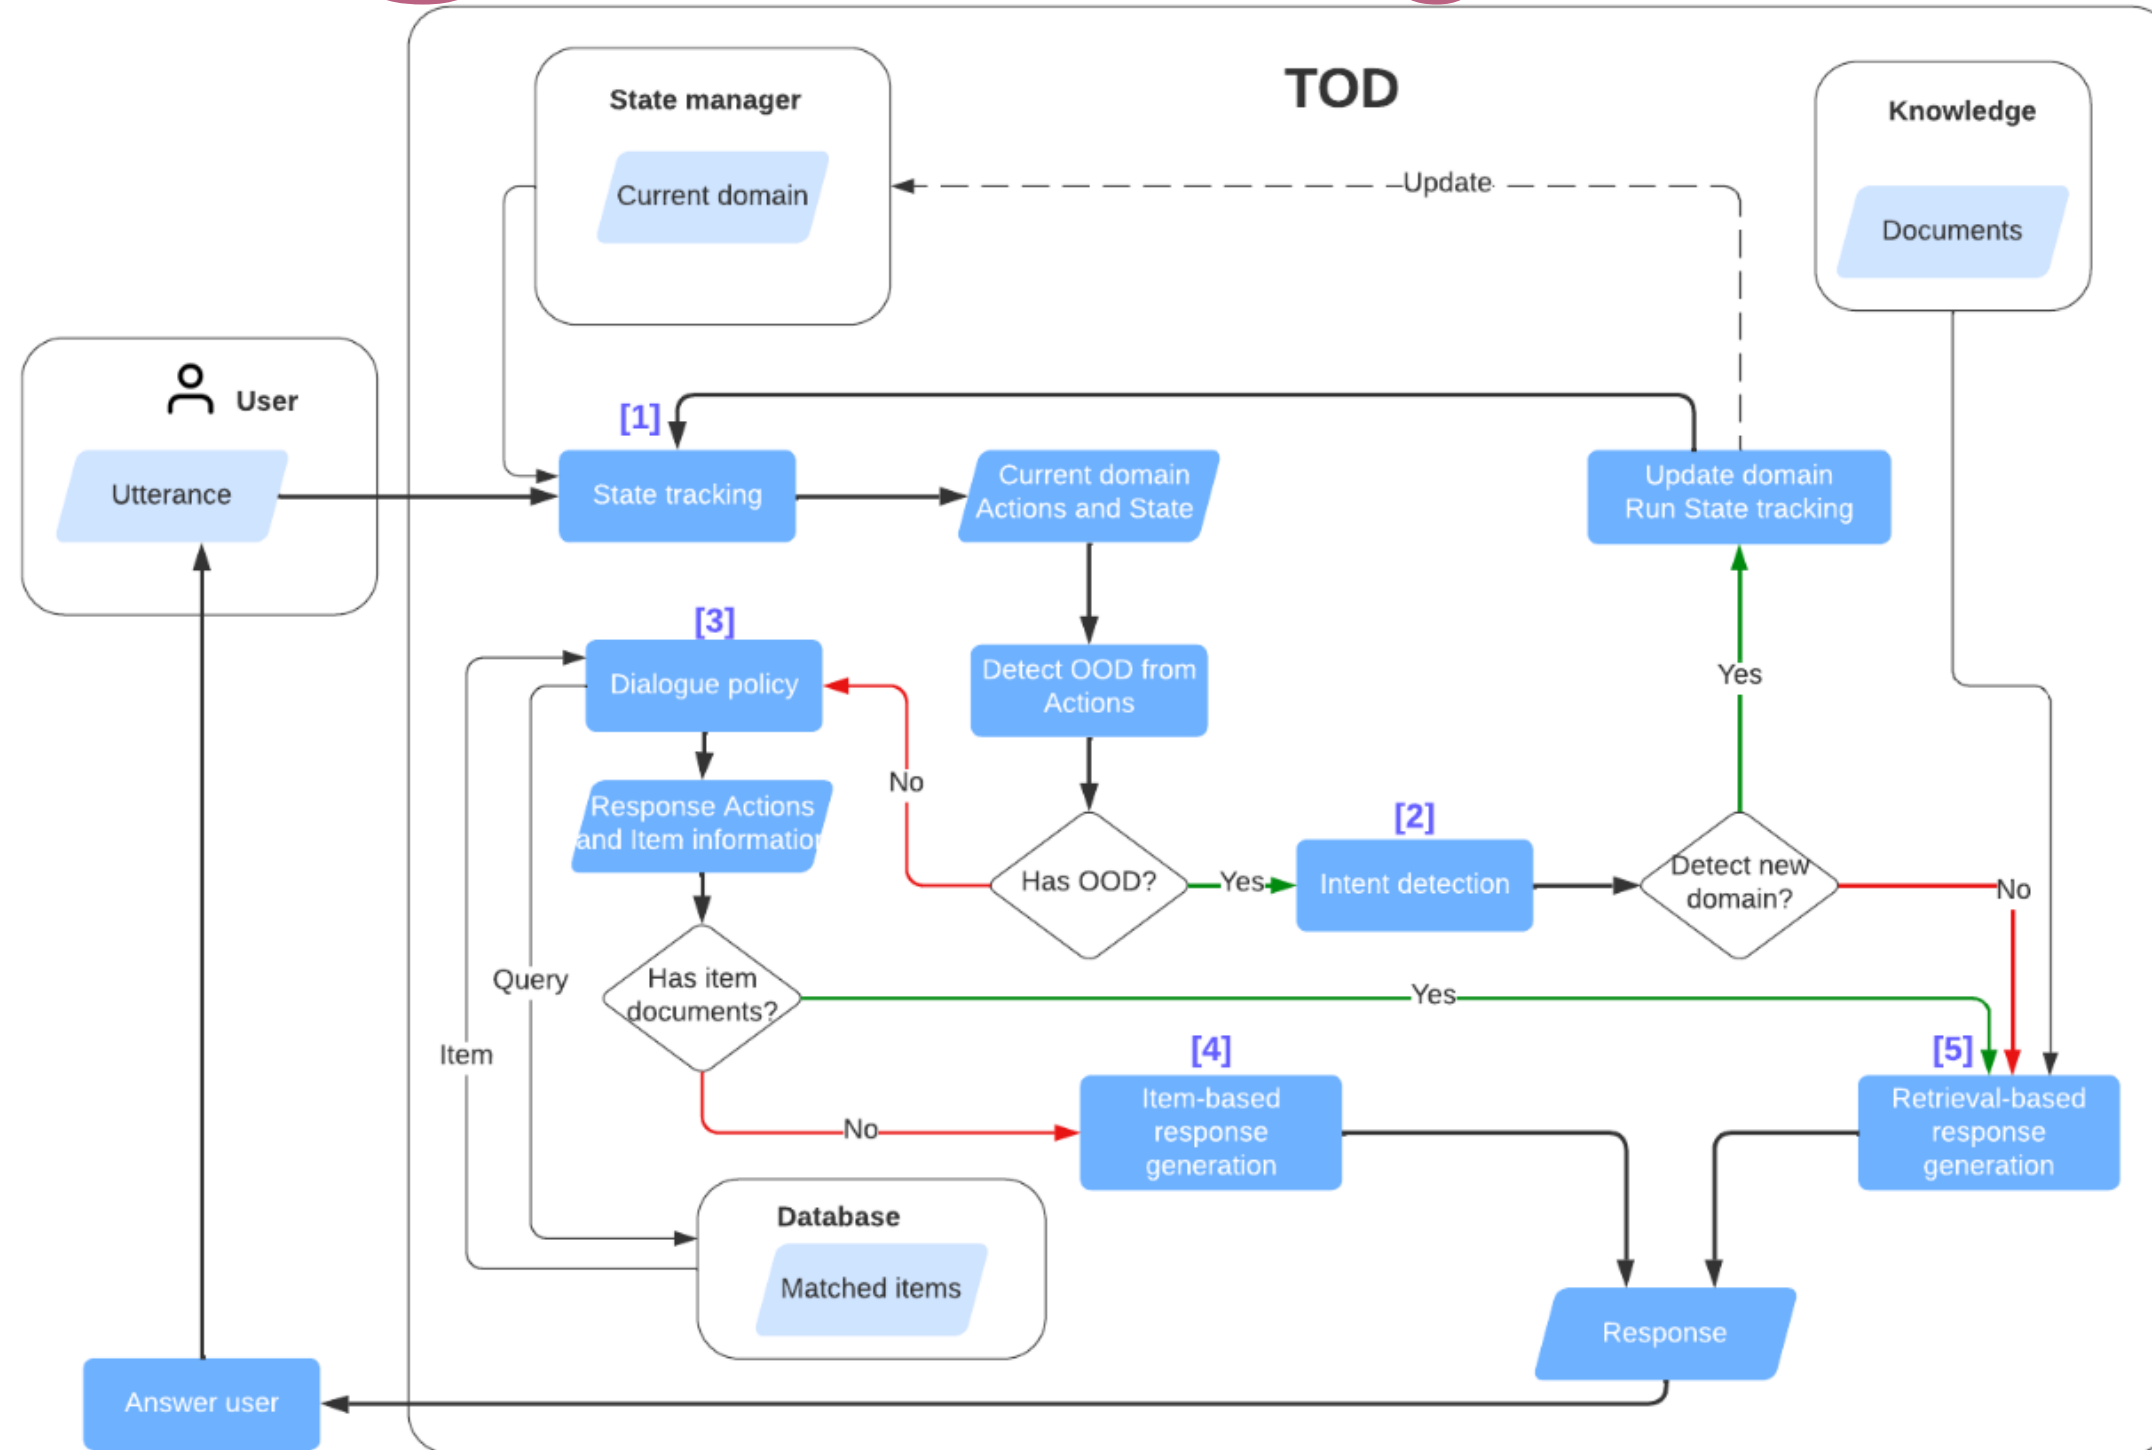 TOD
State manager
Current domain
Knowledge
Documents
Update
User
Utterance
[1]
State tracking
Current domain
Actions and State
Update domain
Run State tracking
[3]
Dialogue policy
Detect OOD from
Actions
Yes
No
Response Actions
and Item information
[2]
Has OOD?
Yes
Intent detection
Detect new
domain?
No
Query
Has item
documents?
Yes
Item
[4]
[5]
No
Item-based
response
generation
Retrieval-based
response
generation
Database
Matched items
Response
Answer user